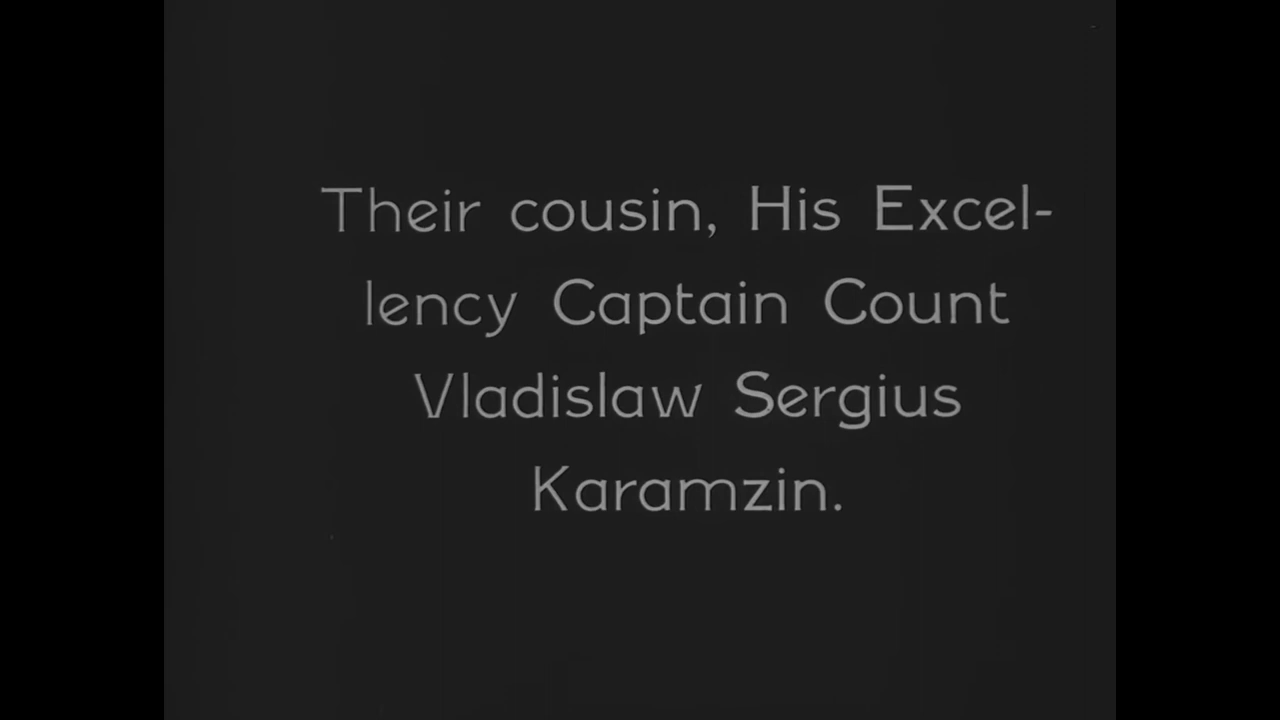 Their cousin, His Excel-
lency Captain Count
Vladislaw Sergius
Karamzin.